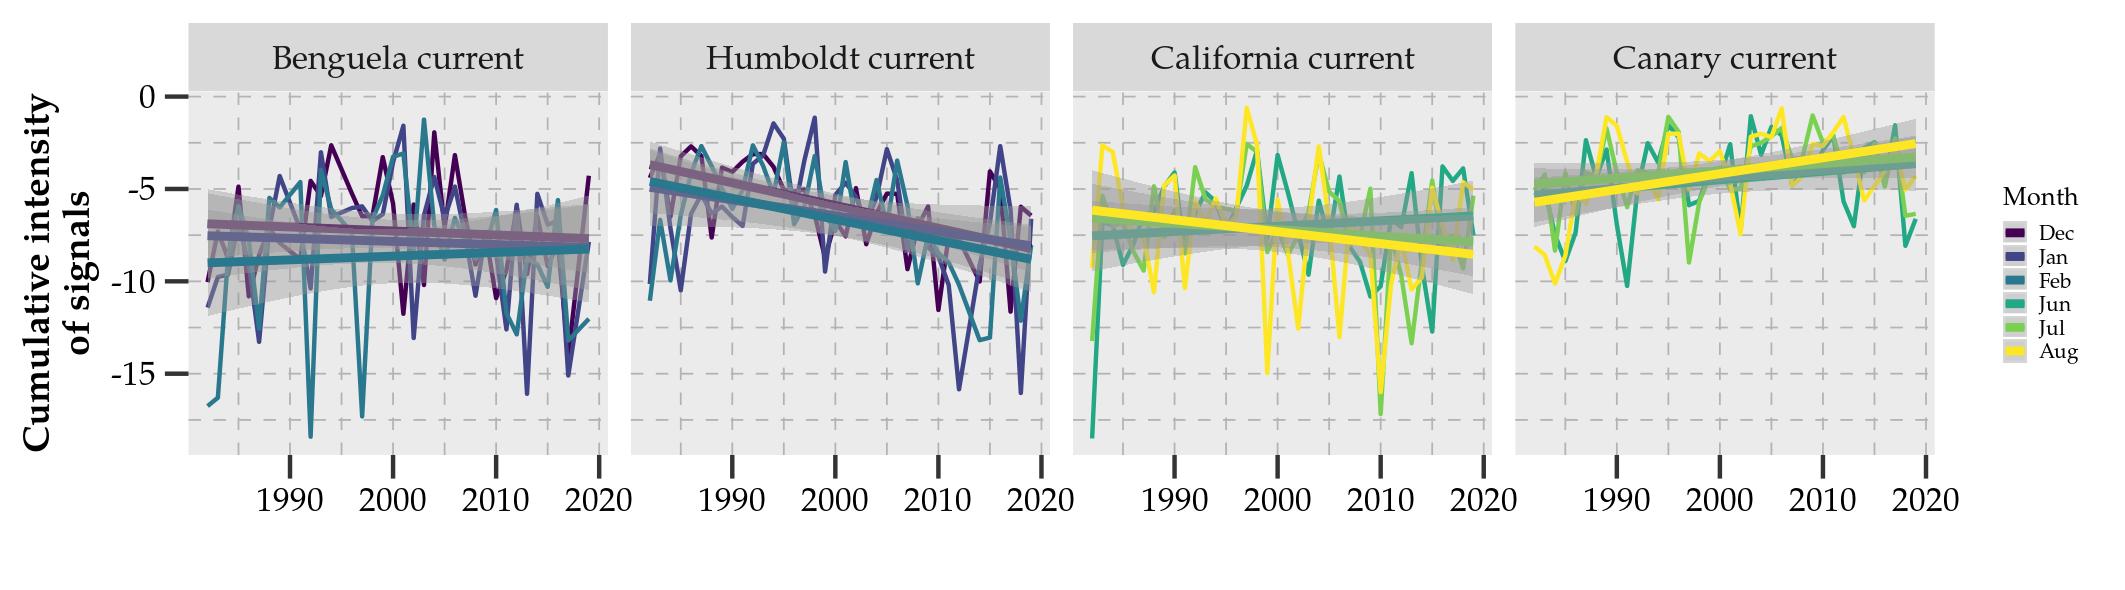 Benguela current
Humboldt current
California current
Canary current
Cumulative intensity
of signals
0
-5
-10
-15
1990 2000 2010 2020
1990 2000 2010 2020
1990 2000 2010 2020
1990 2000 2010 2020
Month
Dec
Jan
Feb
Jun
Jul
Aug